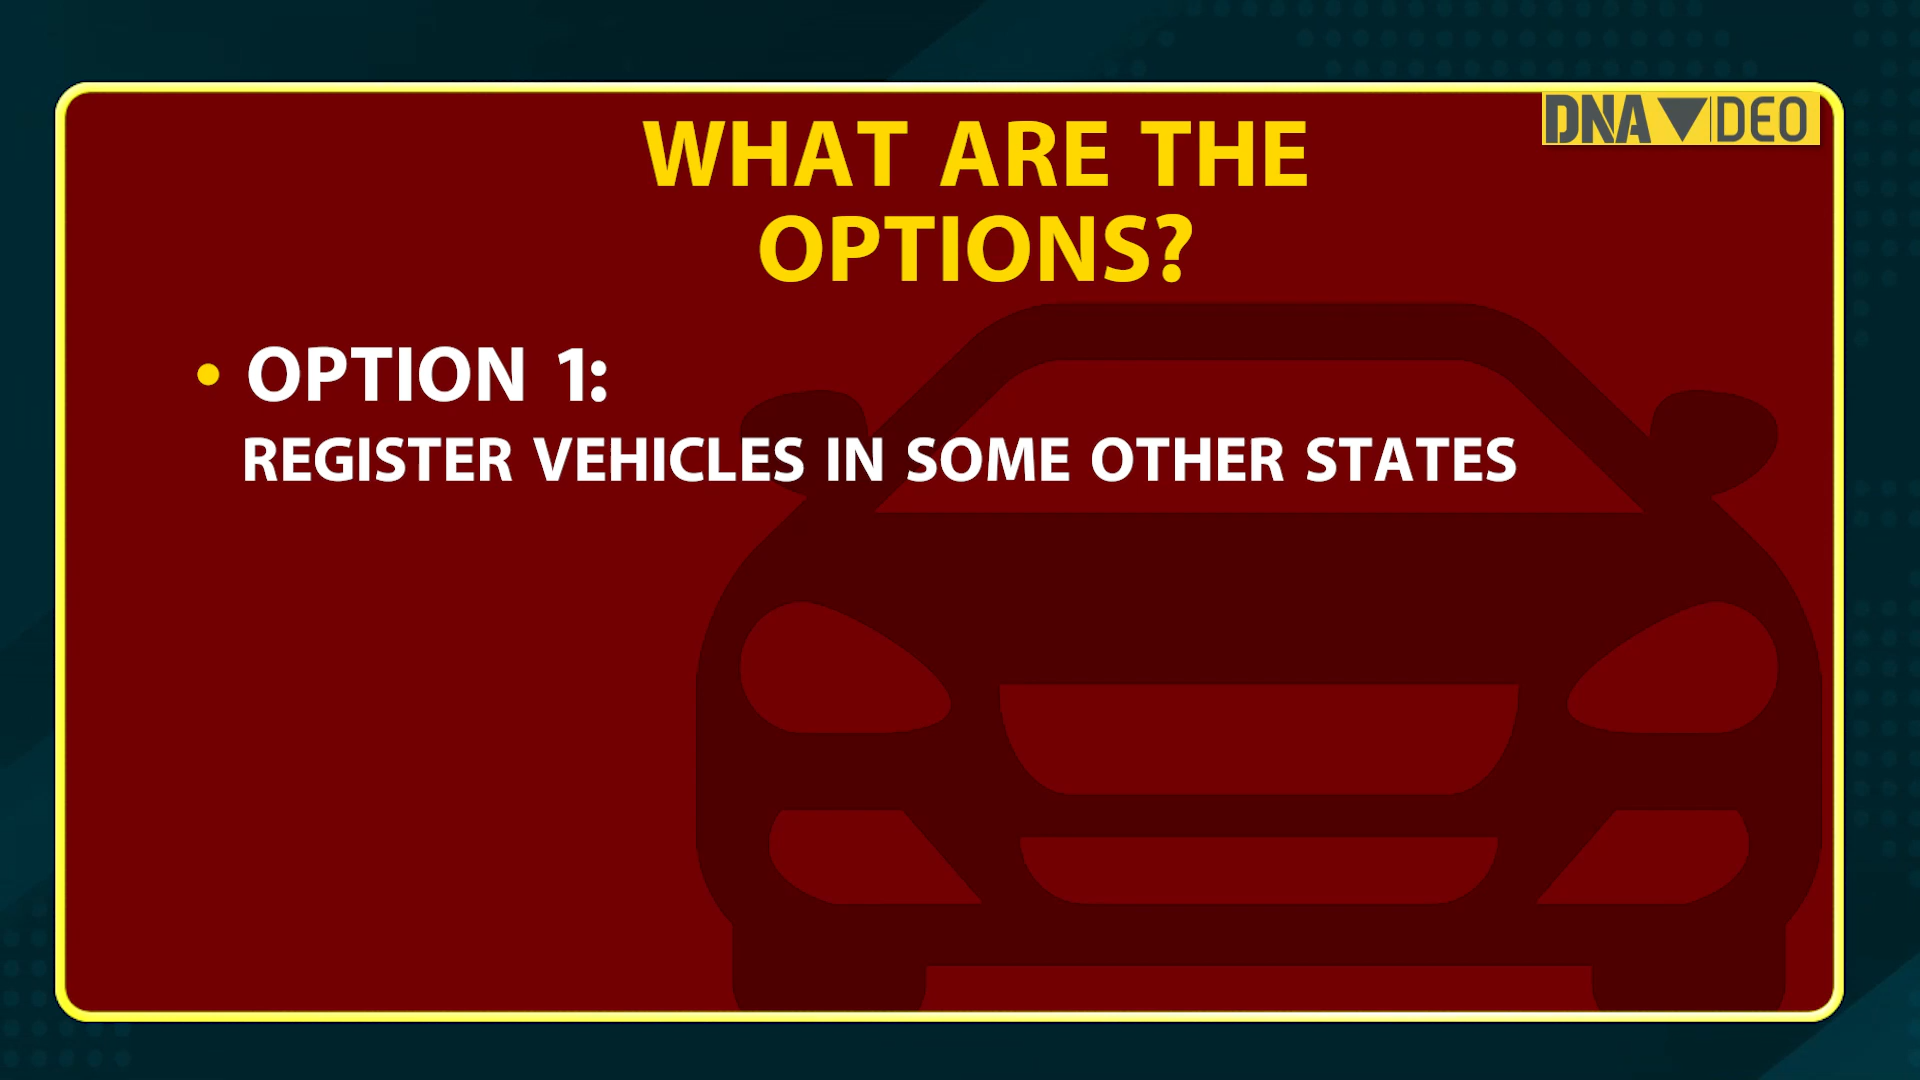 DNA VIDEO
WHAT ARE THE
OPTIONS?
• OPTION 1:
REGISTER VEHICLES IN SOME OTHER STATES